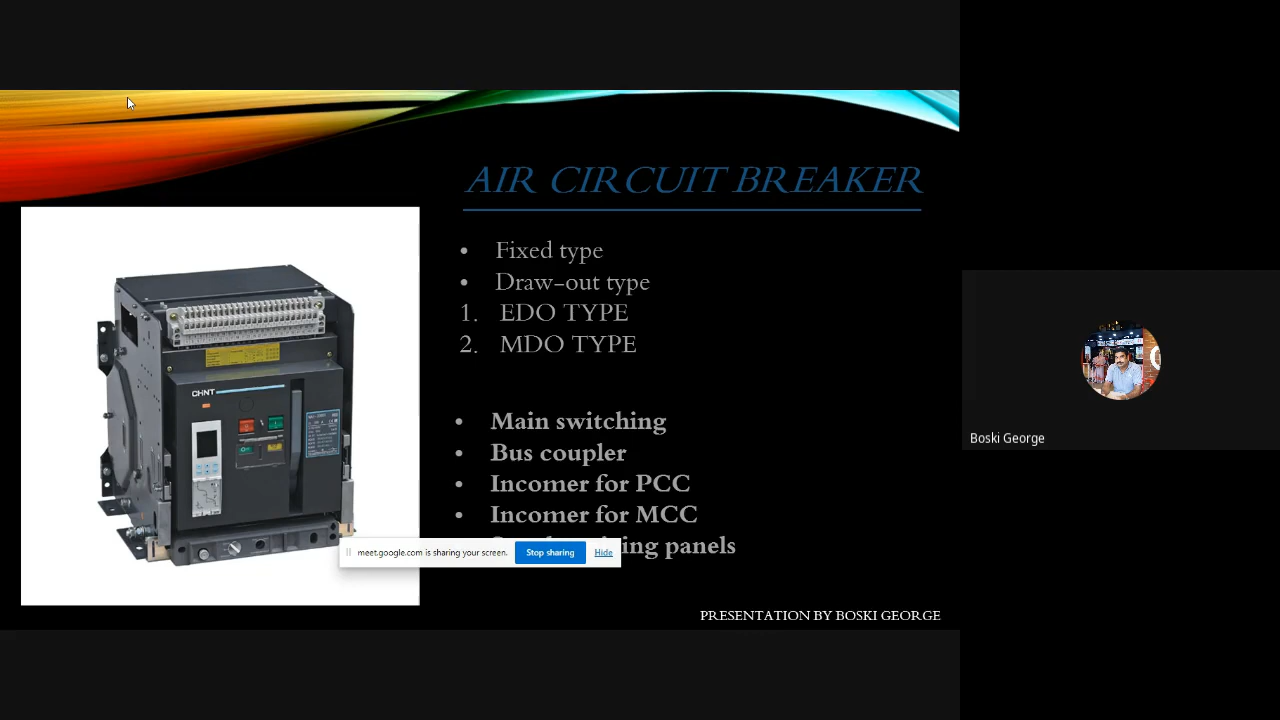 AIR CIRCUIT BREAKER
• Fixed type
• Draw-out type
1. EDO TYPE
2. MDO TYPE
• Main switching
• Bus coupler
• Incomer for PCC
• Incomer for MCC
panels
meet.google.com is sharing your screen. Stop sharing Hide
CHNT
PRESENTATION BY BOSKI GEORGE
Boski George